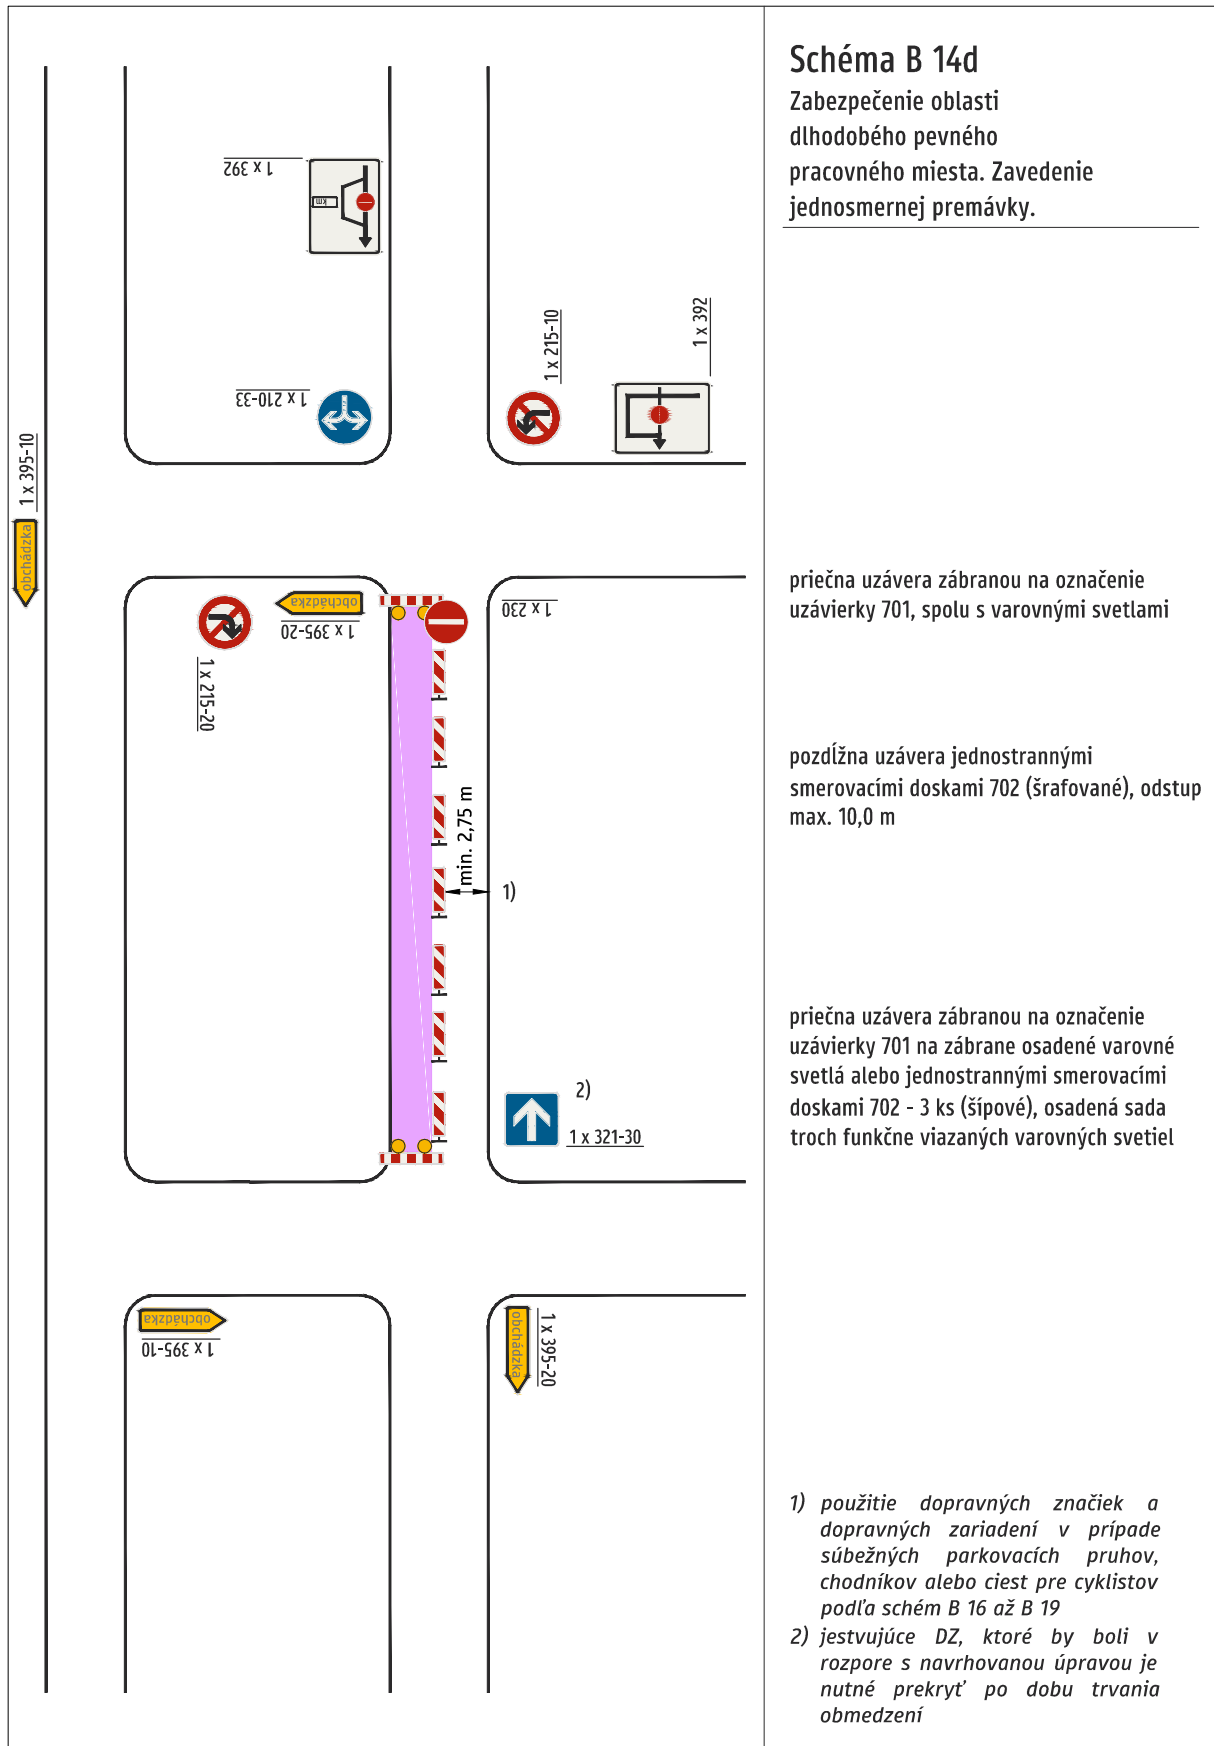 Schéma B 14d
Zabezpečenie oblasti
dlhodobého pevného
pracovného miesta. Zavedenie
jednosmernej premávky.
1 x 392
km
1 x 392
1 x 215-10
1 x 210-33
1 x 395-10
obchádzka
obchádzka
1 x 395-20
1 x 230
1 x 215-20
priečna uzávera zábranou na označenie
uzávierky 701, spolu s varovnými svetlami
pozdĺžna uzávera jednostrannými
smerovacími doskami 702 (šrafované), odstup
max. 10,0 m
min. 2,75 m
1)
priečna uzávera zábranou na označenie
uzávierky 701 na zábrane osadené varovné
svetlá alebo jednostrannými smerovacími
doskami 702 - 3 ks (šípové), osadená sada
troch funkčne viazaných varovných svetiel
2)
1 x 321-30
obchádzka
1 x 395-10
obchádzka
1 x 395-20
1) použitie dopravných značiek a
dopravných zariadení v prípade
súbežných parkovacích pruhov,
chodníkov alebo ciest pre cyklistov
podľa schém B 16 až B 19
2) jestvujúce DZ, ktoré by boli v
rozpore s navrhovanou úpravou je
nutné prekryť po dobu trvania
obmedzení